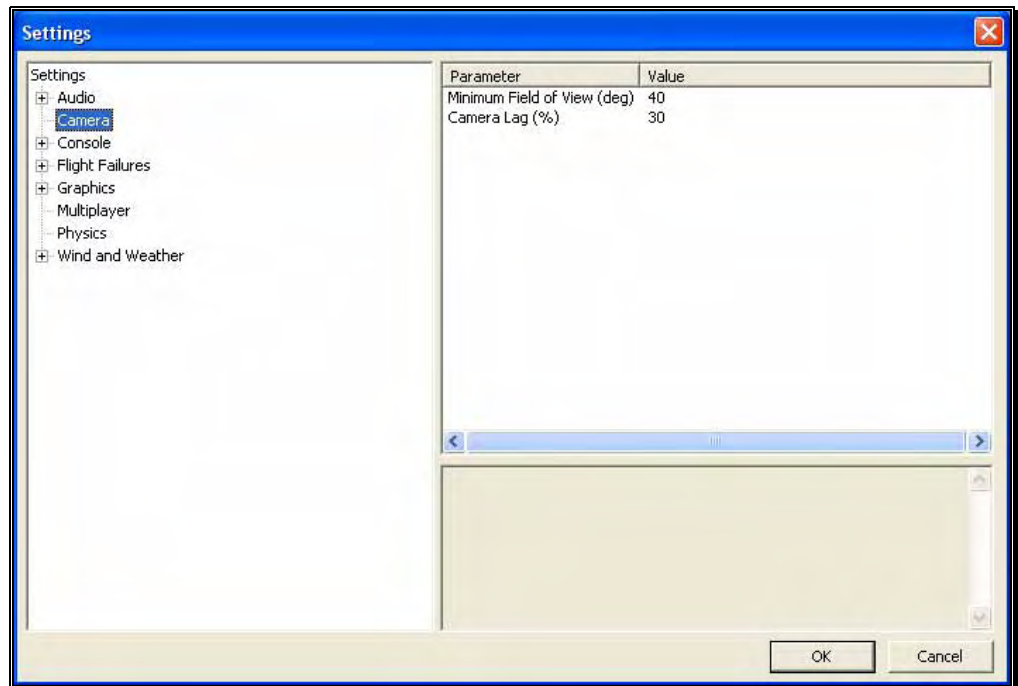 Settings
Settings
Audio
Camera
Console
Flight Failures
Graphics
Multiplayer
Physics
Wind and Weather
Parameter Value
Minimum Field of View (deg) 40
Camera Lag (%) 30
OK Cancel